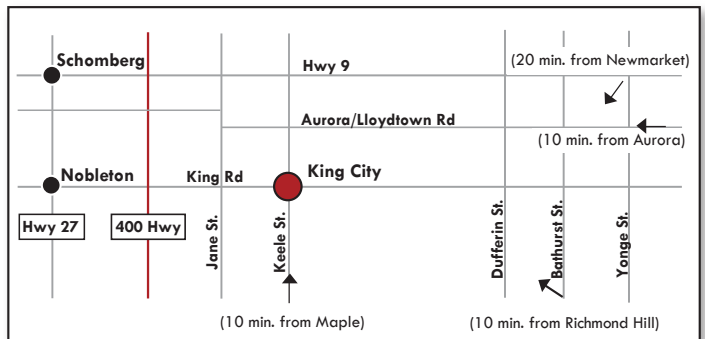 Schomberg
Hwy 9
(20 min. from Newmarket)
Aurora/Lloydtown Rd
(10 min. from Aurora)
Nobleton
King Rd
King City
Hwy 27
400 Hwy
Jane St.
Keele St.
Dufferin St.
Bathurst St.
Yonge St.
(10 min. from Maple)
(10 min. from Richmond Hill)